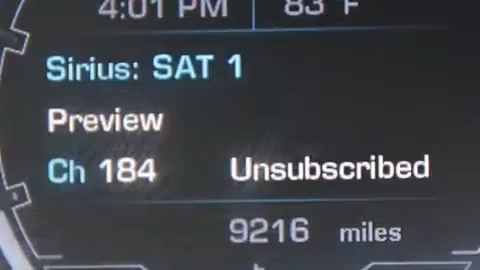 4:01 PM 83 F
Sirius: SAT 1
Preview
Ch 184 Unsubscribed
9216 miles